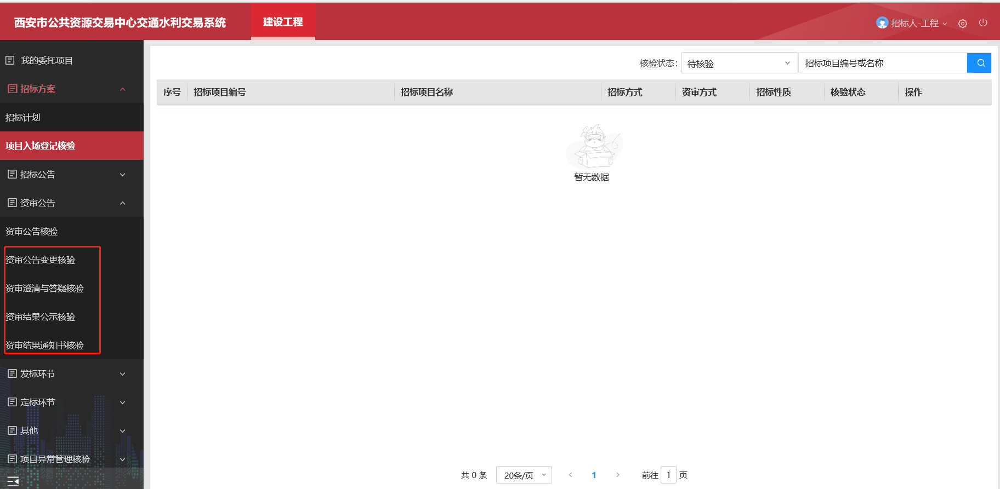 西安市公共资源交易中心交通水利交易系统
建设工程
招标人-工程
我的委托项目
招标方案
招标计划
项目入场登记核验
招标公告
资审公告
资审公告核验
资审公告变更核验
资审澄清与答疑核验
资审结果公示核验
资审结果通知书核验
发标环节
定标环节
其他
项目异常管理核验
核验状态: 待核验 招标项目编号或名称
序号 招标项目编号 招标项目名称 招标方式 资审方式 招标性质 核验状态 操作
暂无数据
共 0 条 20条/页 1 前往 1 页